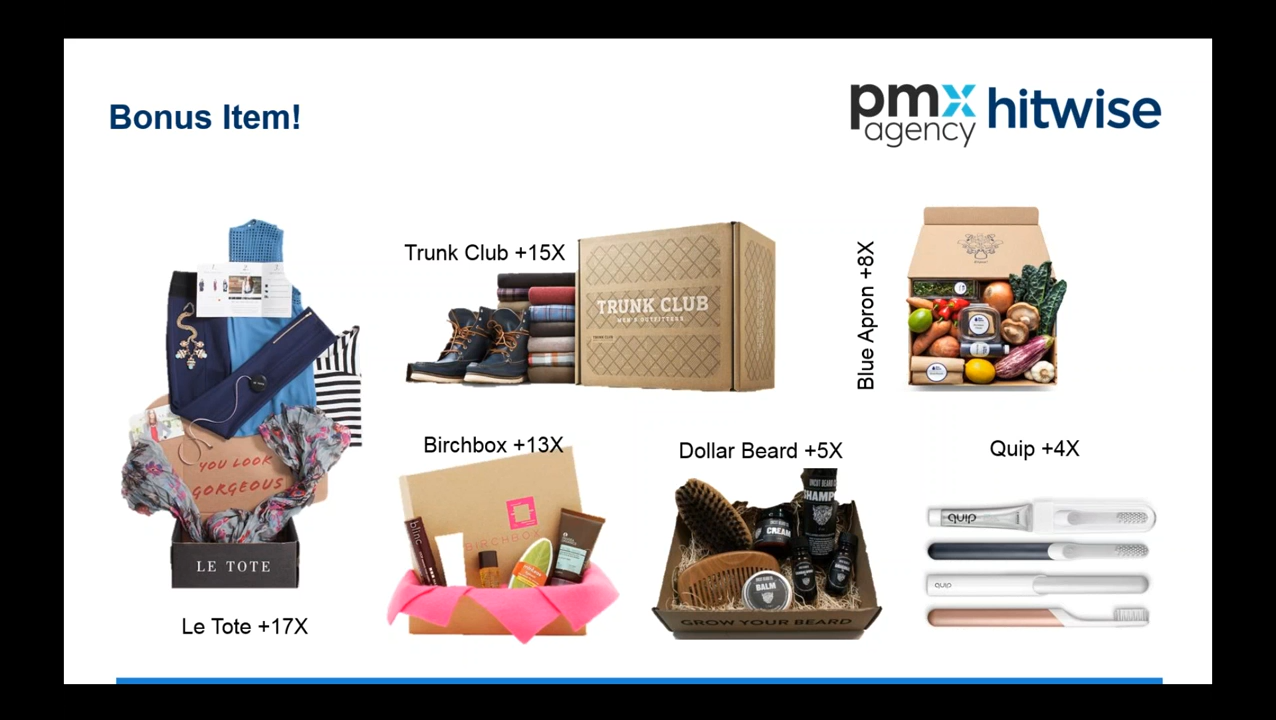 Bonus Item!
pmx agency hitwise
Trunk Club +15X
Blue Apron +8X
TRUNK CLUB
MEN'S OUTFITTERS
YOU LOOK
GORGEOUS
LE TOTE
Le Tote +17X
Birchbox +13X
BIRCHBOX
blinc
Dollar Beard +5X
CREAM
BALM
GROW YOUR BEARD
Quip +4X
quip
quip